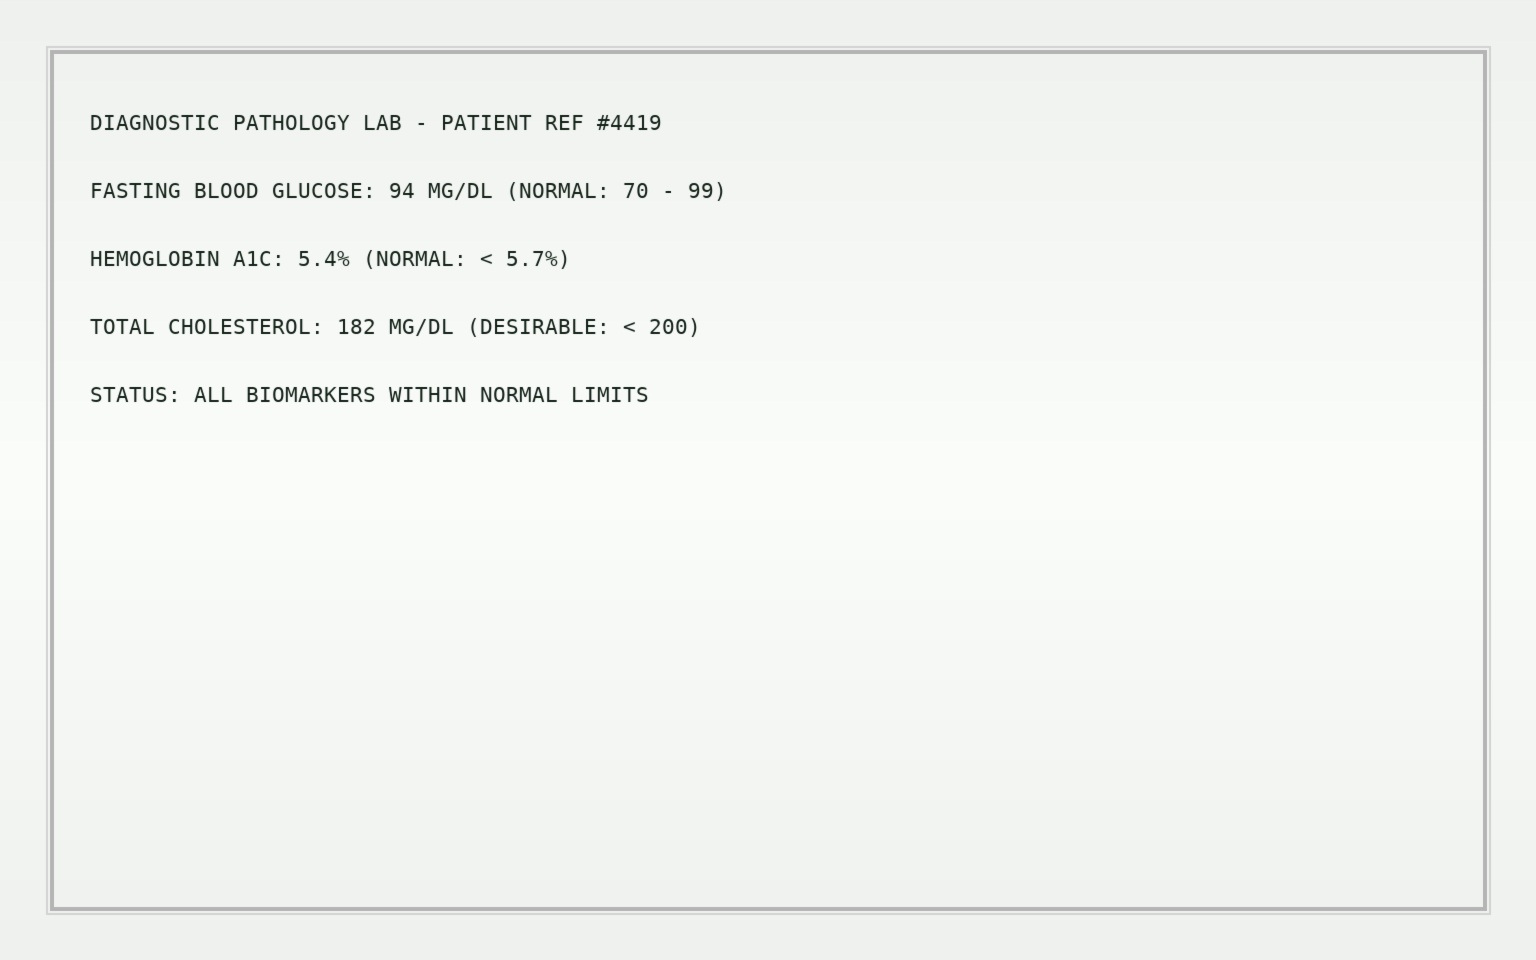 DIAGNOSTIC PATHOLOGY LAB - PATIENT REF #4419
FASTING BLOOD GLUCOSE: 94 MG/DL (NORMAL: 70 - 99)
HEMOGLOBIN A1C: 5.4% (NORMAL: < 5.7%)
TOTAL CHOLESTEROL: 182 MG/DL (DESIRABLE: < 200)
STATUS: ALL BIOMARKERS WITHIN NORMAL LIMITS